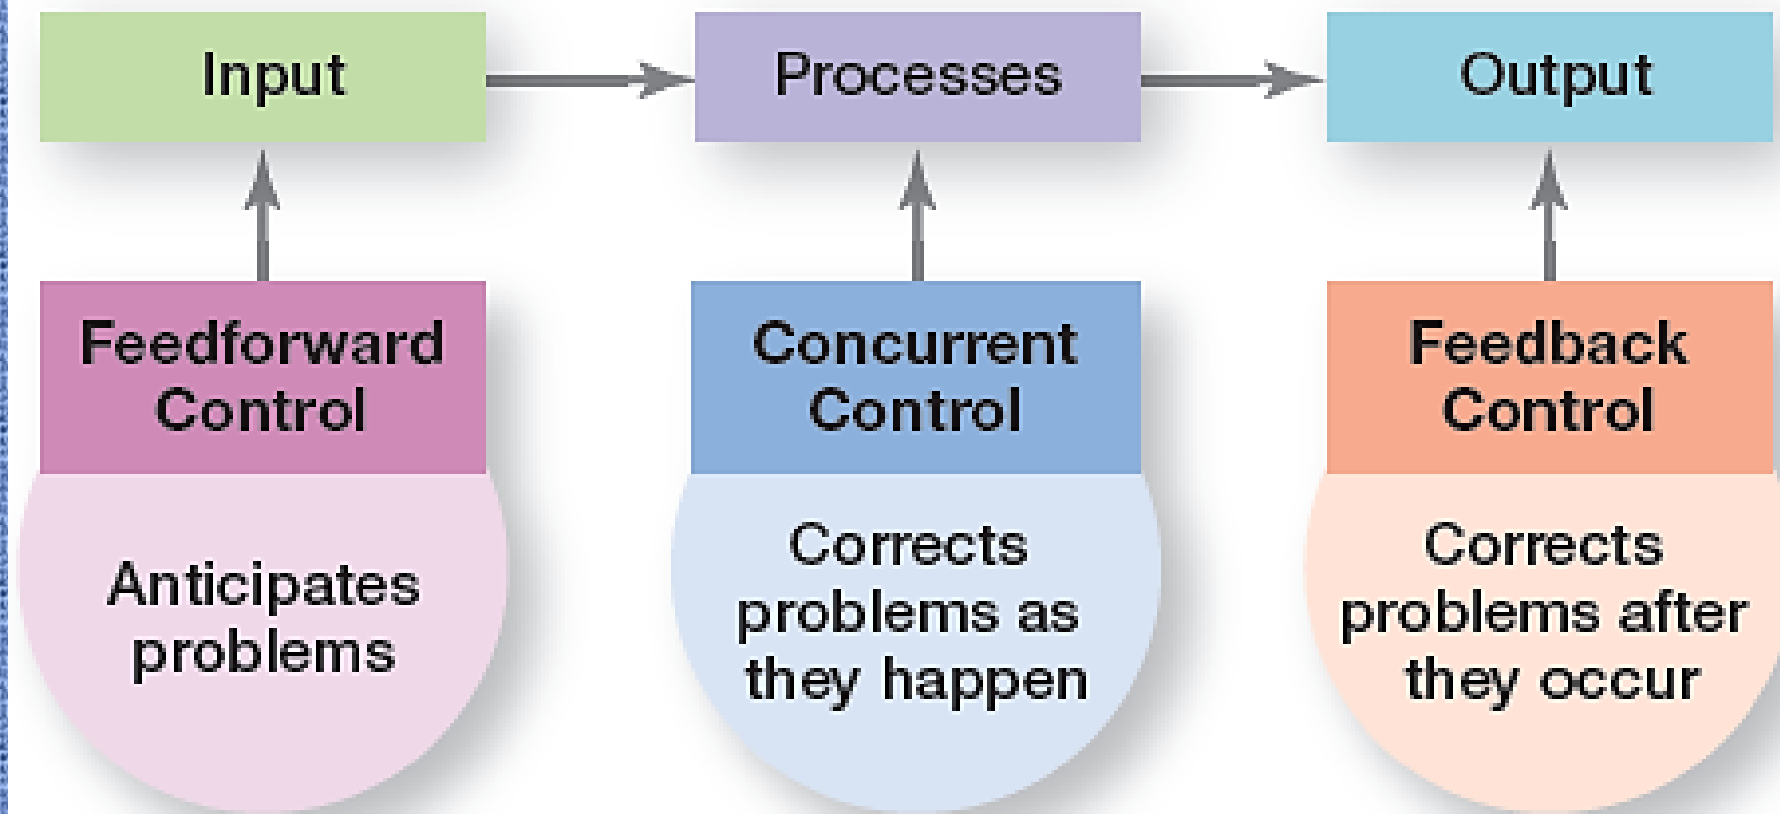 Input
Processes
Output
Feedforward
Control
Concurrent
Control
Feedback
Control
Anticipates
problems
Corrects
problems as
they happen
Corrects
problems after
they occur